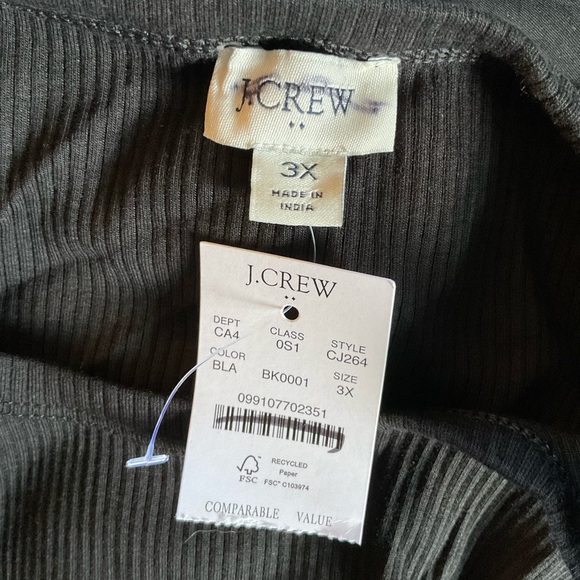 J.CREW
3X
MADE IN
INDIA
J.CREW
DEPT CLASS STYLE
CA4 0S1 CJ264
COLOR SIZE
BLA BK0001 3X
099107702351
RECYCLED
Paper
FSC FSC® C103974
COMPARABLE VALUE